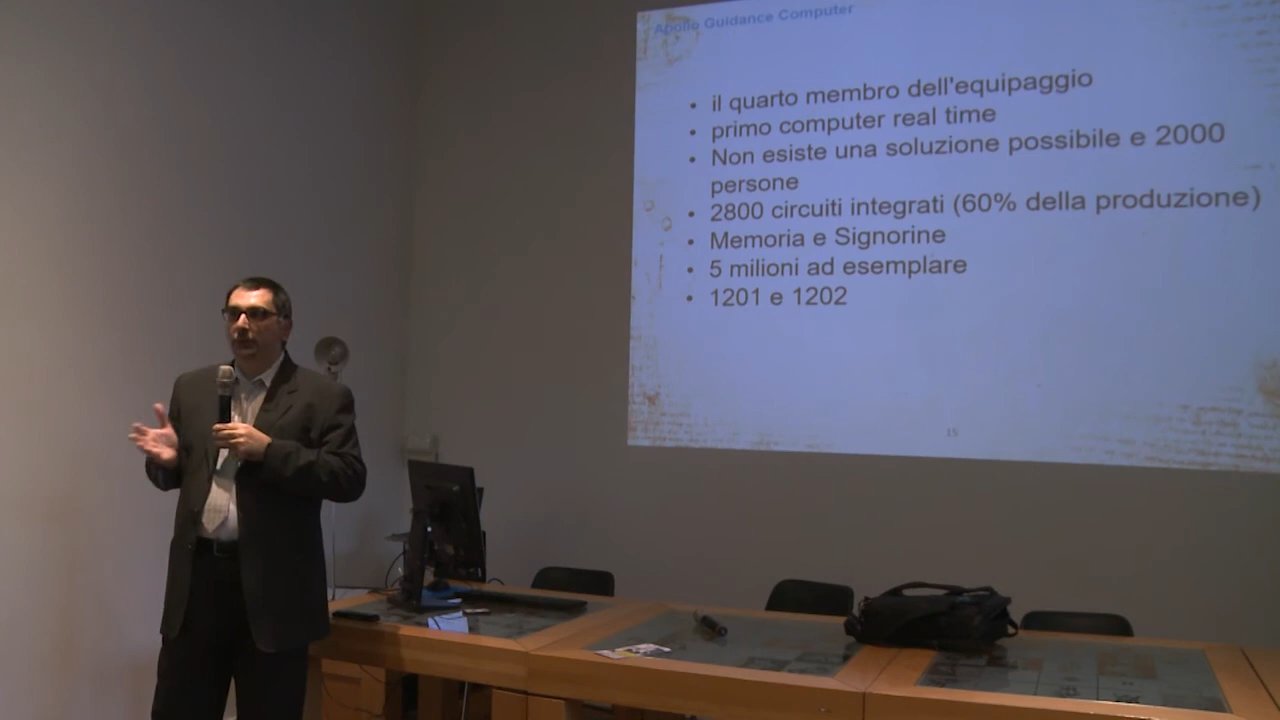 Apollo Guidance Computer
• il quarto membro dell'equipaggio
• primo computer real time
• Non esiste una soluzione possibile e 2000
persone
• 2800 circuiti integrati (60% della produzione)
• Memoria e Signorine
• 5 milioni ad esemplare
• 1201 e 1202
15